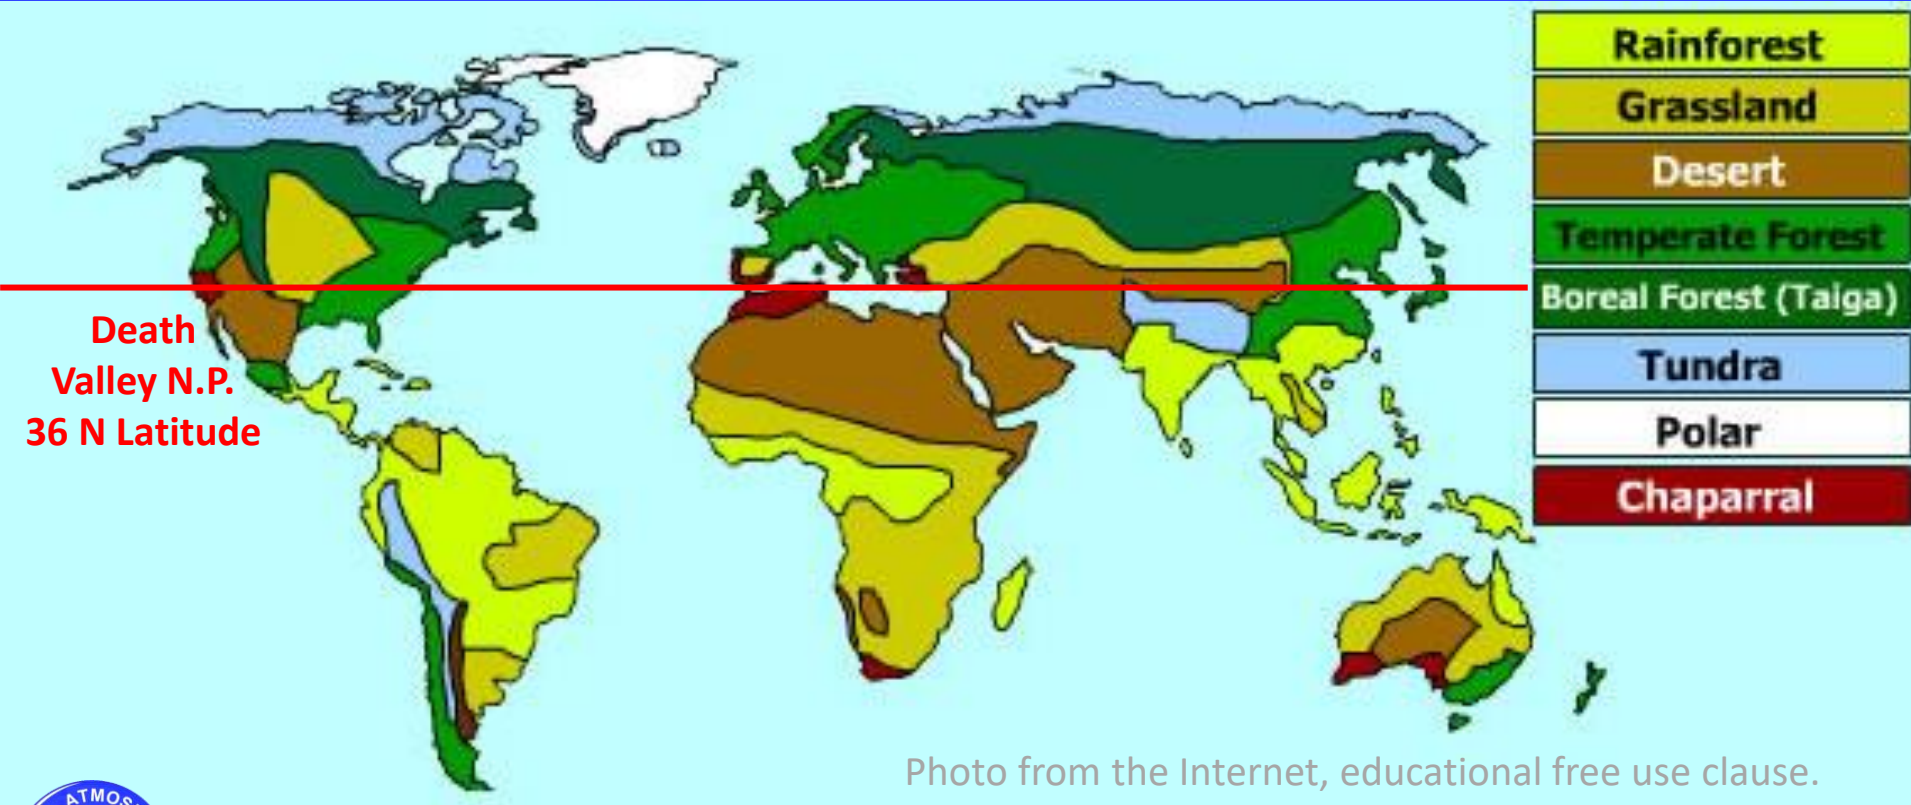 Rainforest
Grassland
Desert
Temperate Forest
Boreal Forest (Taiga)
Tundra
Polar
Chaparral
Death
Valley N.P.
36 N Latitude
Photo from the Internet, educational free use clause.